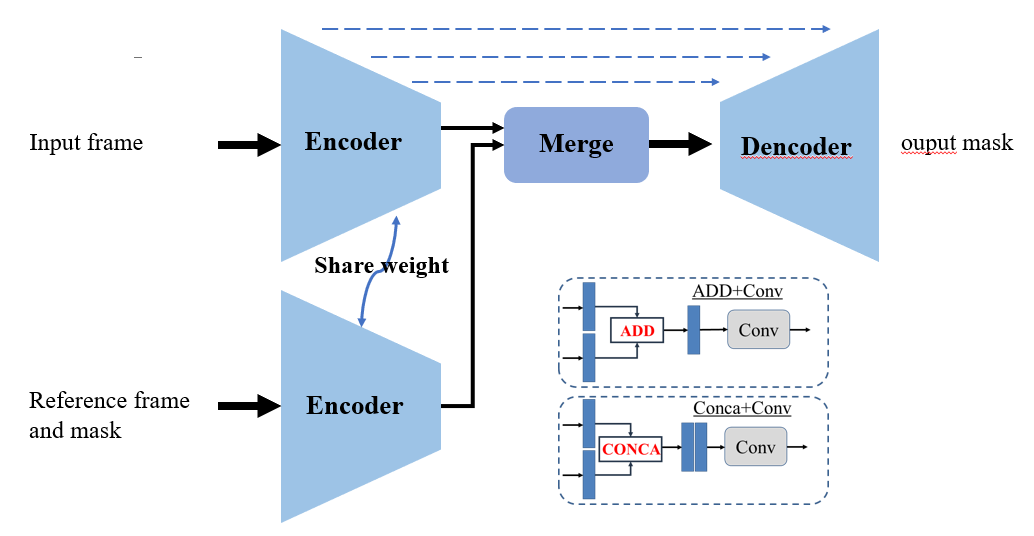 Input frame
Encoder
Merge
Dencoder
ouput mask
Share weight
Reference frame
and mask
Encoder
ADD+Conv
ADD
Conv
Conca+Conv
CONCA
Conv